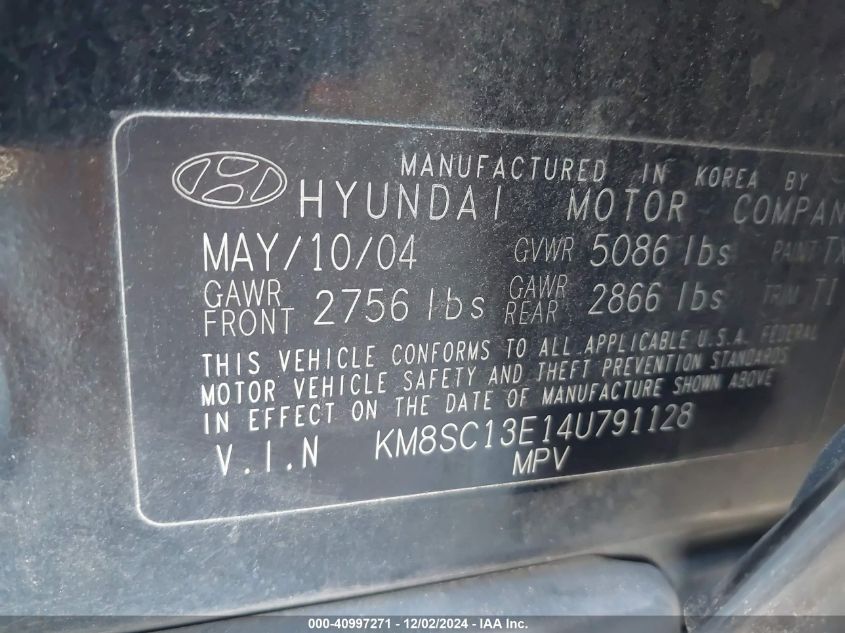 MANUFACTURED IN KOREA BY
HYUNDAI MOTOR COMPAN
MAY/10/04 GVWR 5086 lbs PAINT TX
GAWR FRONT 2756 lbs GAWR REAR 2866 lbs TRIM TI
THIS VEHICLE CONFORMS TO ALL APPLICABLE U.S.A. FEDERAL
MOTOR VEHICLE SAFETY AND THEFT PREVENTION STANDARDS
IN EFFECT ON THE DATE OF MANUFACTURE SHOWN ABOVE
V.I.N KM8SC13E14U791128
MPV
000-40997271 - 12/02/2024 - IAA Inc.